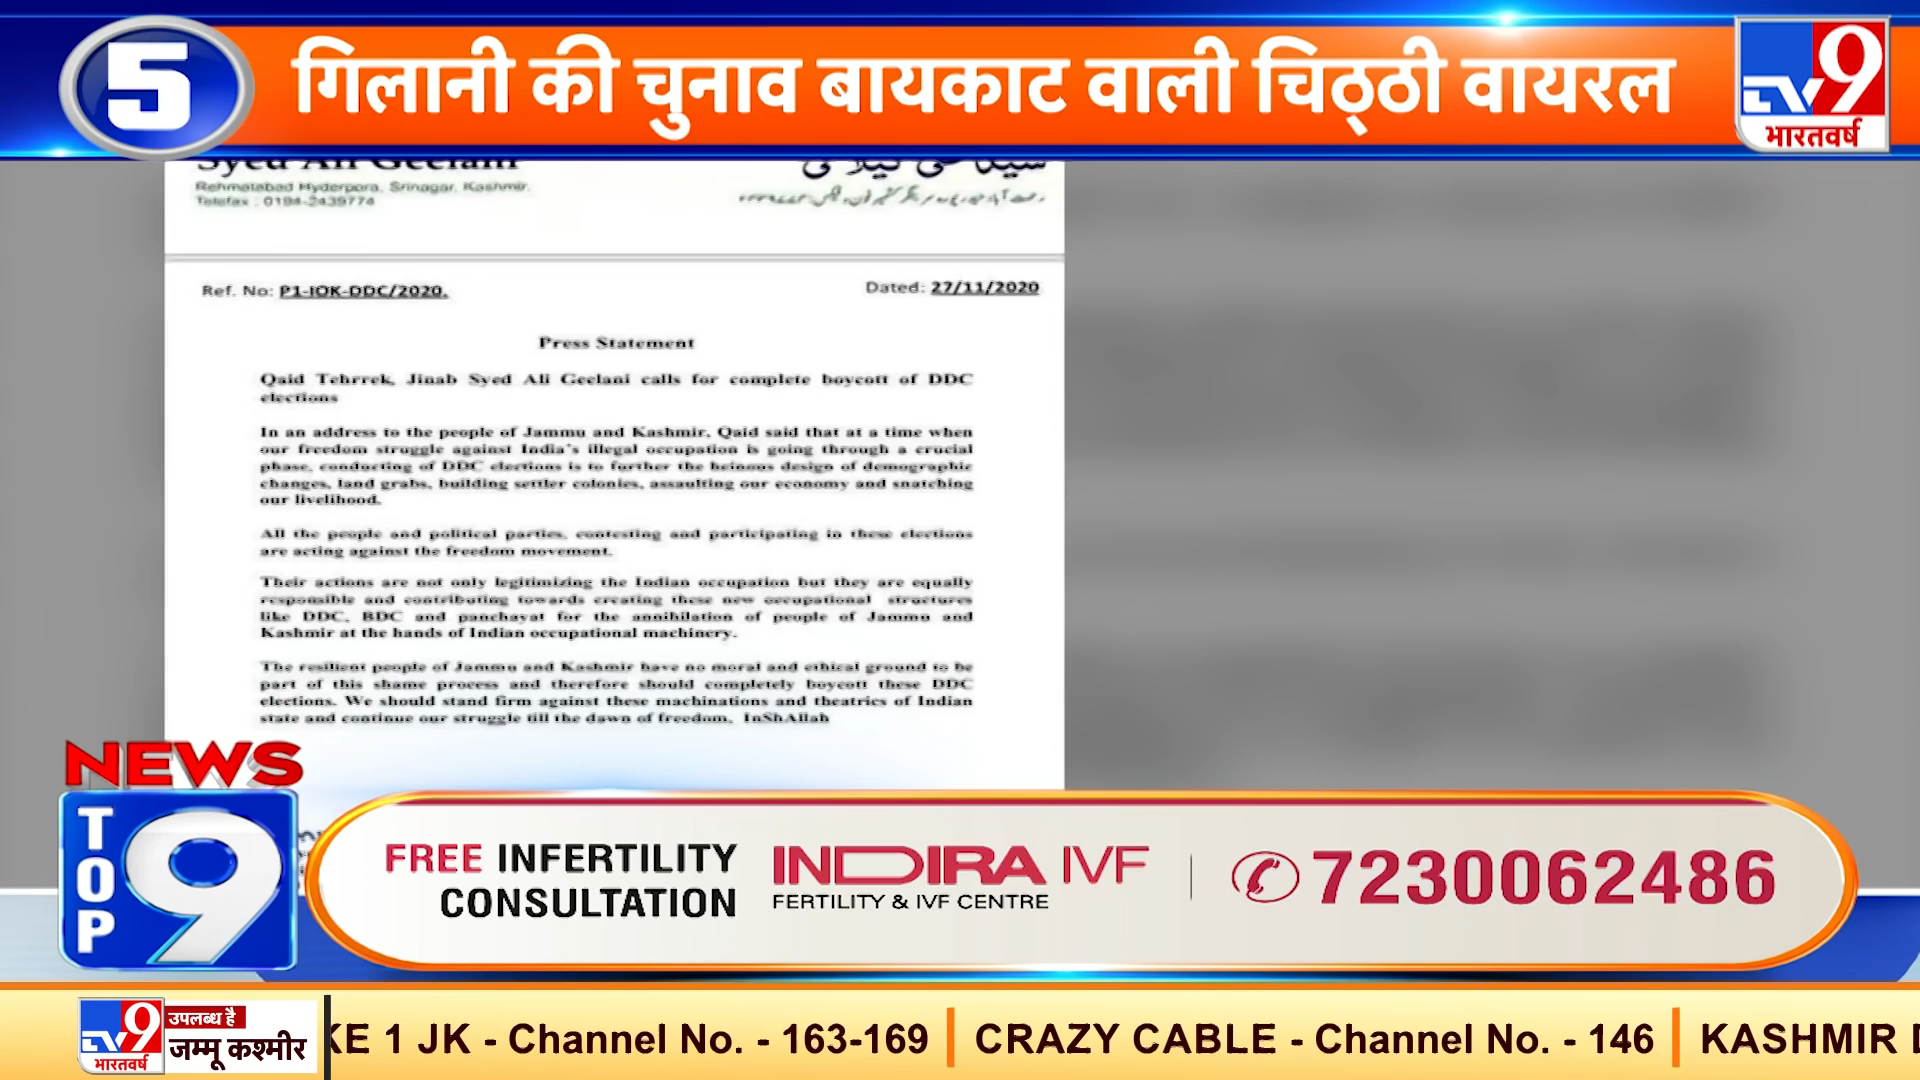 5
गिलानी की चुनाव बायकाट वाली चिठ्ठी वायरल
TV9
भारतवर्ष
Syed Ali Geelani
سید علی گیلانی
Rehmatabad Hyderpora, Srinagar, Kashmir.
Telefax : 0194-2439774
Ref. No: P1-IOK-DDC/2020.
Dated: 27/11/2020
Press Statement
Qaid Tehrrek, Jinab Syed Ali Geelani calls for complete boycott of DDC
elections
In an address to the people of Jammu and Kashmir, Qaid said that at a time when
our freedom struggle against India's illegal occupation is going through a crucial
phase, conducting of DDC elections is to further the heinous design of demographic
changes, land grabs, building settler colonies, assaulting our economy and snatching
our livelihood.
All the people and political parties, contesting and participating in these elections
are acting against the freedom movement.
Their actions are not only legitimizing the Indian occupation but they are equally
responsible and contributing towards creating these new occupational structures
like DDC, BDC and panchayat for the annihilation of people of Jammu and
Kashmir at the hands of Indian occupational machinery.
The resilient people of Jammu and Kashmir have no moral and ethical ground to be
part of this shame process and therefore should completely boycott these DDC
elections. We should stand firm against these machinations and theatrics of Indian
state and continue our struggle till the dawn of freedom, InShAllah
NEWS
TOP 9
FREE INFERTILITY
CONSULTATION
INDIRA IVF
FERTILITY & IVF CENTRE
7230062486
TV9
भारतवर्ष
उपलब्ध है
जम्मू कश्मीर
KE 1 JK - Channel No. - 163-169 | CRAZY CABLE - Channel No. - 146 | KASHMIR